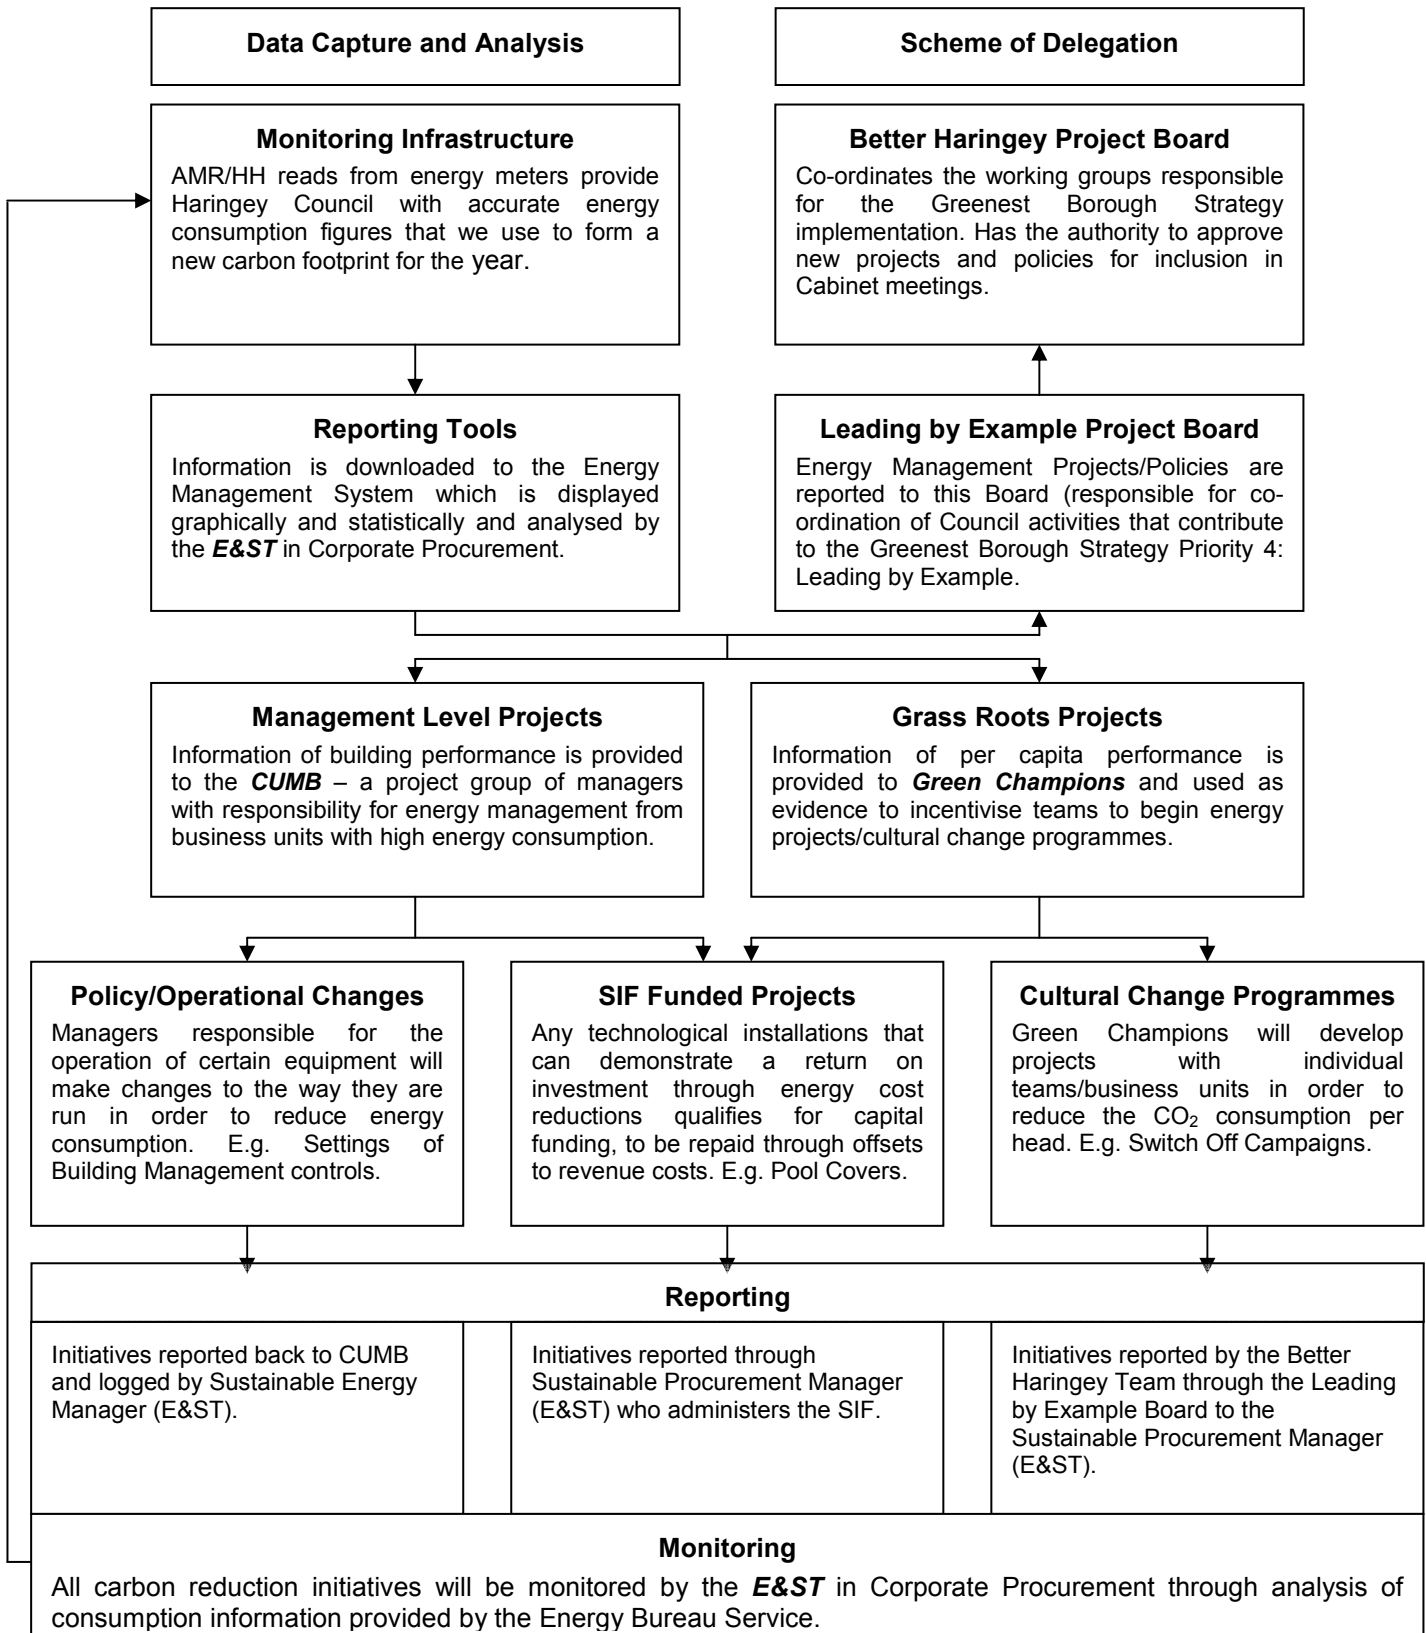 Data Capture and Analysis
Scheme of Delegation
Monitoring Infrastructure
AMR/HH reads from energy meters provide
Haringey Council with accurate energy
consumption figures that we use to form a
new carbon footprint for the year.
Better Haringey Project Board
Co-ordinates the working groups responsible
for the Greenest Borough Strategy
implementation. Has the authority to approve
new projects and policies for inclusion in
Cabinet meetings.
Reporting Tools
Information is downloaded to the Energy
Management System which is displayed
graphically and statistically and analysed by
the E&ST in Corporate Procurement.
Leading by Example Project Board
Energy Management Projects/Policies are
reported to this Board (responsible for co-
ordination of Council activities that contribute
to the Greenest Borough Strategy Priority 4:
Leading by Example.
Management Level Projects
Information of building performance is provided
to the CUMB – a project group of managers
with responsibility for energy management from
business units with high energy consumption.
Grass Roots Projects
Information of per capita performance is
provided to Green Champions and used as
evidence to incentivise teams to begin energy
projects/cultural change programmes.
Policy/Operational Changes
Managers responsible for the
operation of certain equipment will
make changes to the way they are
run in order to reduce energy
consumption. E.g. Settings of
Building Management controls.
SIF Funded Projects
Any technological installations that
can demonstrate a return on
investment through energy cost
reductions qualifies for capital
funding, to be repaid through offsets
to revenue costs. E.g. Pool Covers.
Cultural Change Programmes
Green Champions will develop
projects with individual
teams/business units in order to
reduce the CO₂ consumption per
head. E.g. Switch Off Campaigns.
Reporting
Initiatives reported back to CUMB
and logged by Sustainable Energy
Manager (E&ST).
Initiatives reported through
Sustainable Procurement Manager
(E&ST) who administers the SIF.
Initiatives reported by the Better
Haringey Team through the Leading
by Example Board to the
Sustainable Procurement Manager
(E&ST).
Monitoring
All carbon reduction initiatives will be monitored by the E&ST in Corporate Procurement through analysis of
consumption information provided by the Energy Bureau Service.